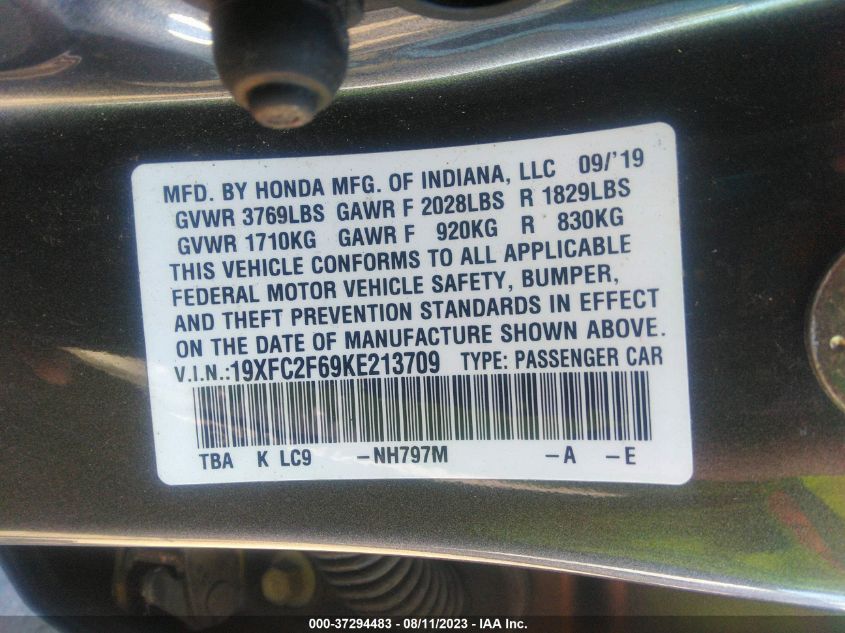 MFD. BY HONDA MFG. OF INDIANA, LLC 09/'19
GVWR 3769LBS GAWR F 2028LBS R 1829LBS
GVWR 1710KG GAWR F 920KG R 830KG
THIS VEHICLE CONFORMS TO ALL APPLICABLE
FEDERAL MOTOR VEHICLE SAFETY, BUMPER,
AND THEFT PREVENTION STANDARDS IN EFFECT
ON THE DATE OF MANUFACTURE SHOWN ABOVE.
V.I.N.:19XFC2F69KE213709 TYPE: PASSENGER CAR
TBA K LC9 -NH797M -A -E
000-37294483 - 08/11/2023 - IAA Inc.